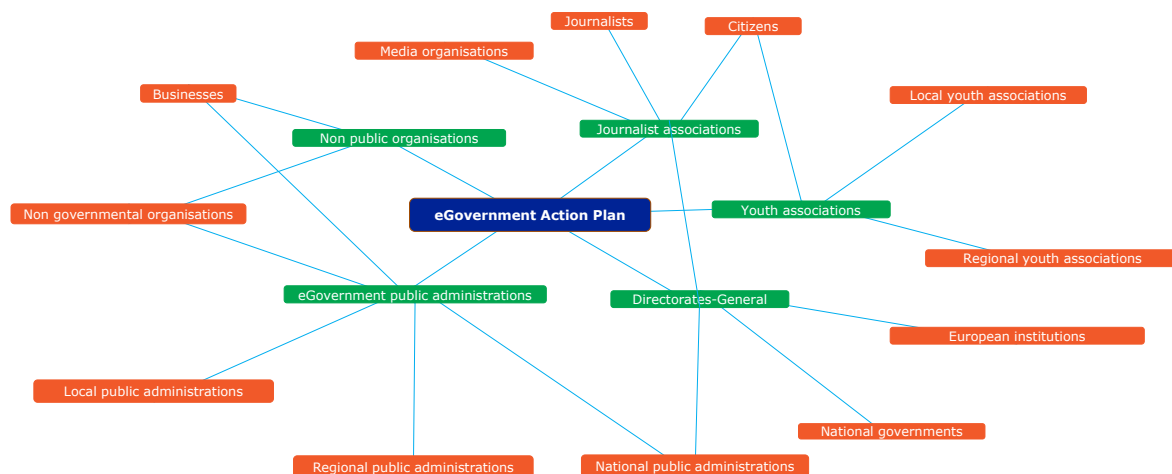 Journalists
Citizens
Media organisations
Businesses
Local youth associations
Journalist associations
Non public organisations
Non governmental organisations
eGovernment Action Plan
Youth associations
Regional youth associations
eGovernment public administrations
Directorates-General
European institutions
Local public administrations
National governments
Regional public administrations
National public administrations